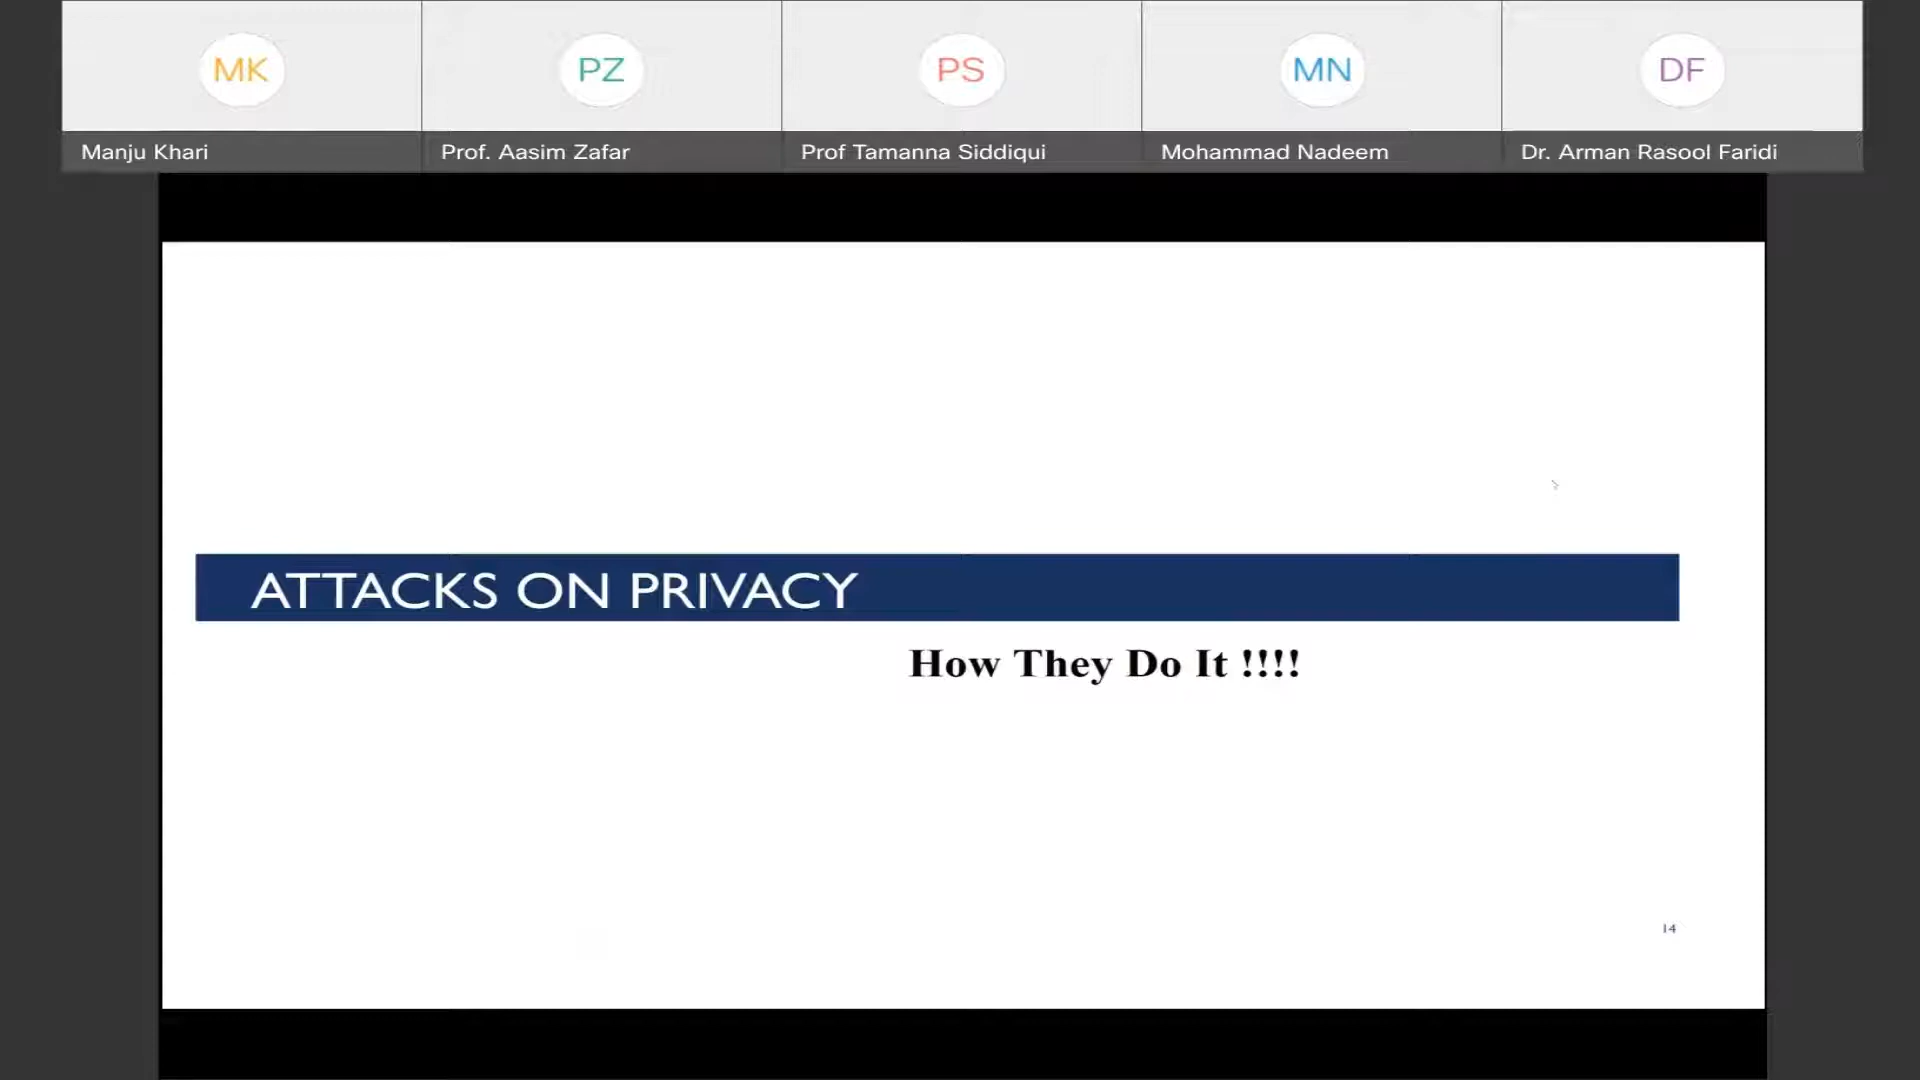 MK PZ PS MN DF
Manju Khari Prof. Aasim Zafar Prof Tamanna Siddiqui Mohammad Nadeem Dr. Arman Rasool Faridi
ATTACKS ON PRIVACY
How They Do It !!!!
14